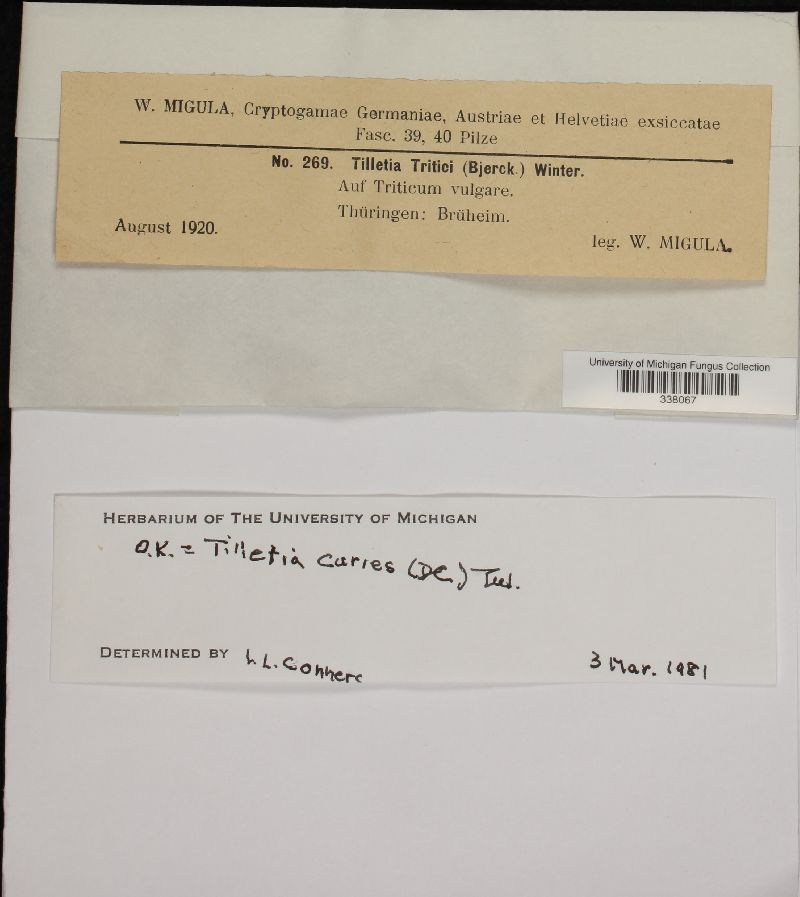 W. MIGULA, Cryptogamae Germaniae, Austriae et Helvetiae exsiccatae
Fasc. 39, 40 Pilze
No. 269. Tilletia Tritici (Bjerck.) Winter.
Auf Triticum vulgare.
Thüringen: Brüheim.
August 1920.
leg. W. MIGULA.
University of Michigan Fungus Collection
338067
HERBARIUM OF THE UNIVERSITY OF MICHIGAN
O.K. = Tilletia caries (DC.) Tul.
DETERMINED BY
3 Mar. 1981